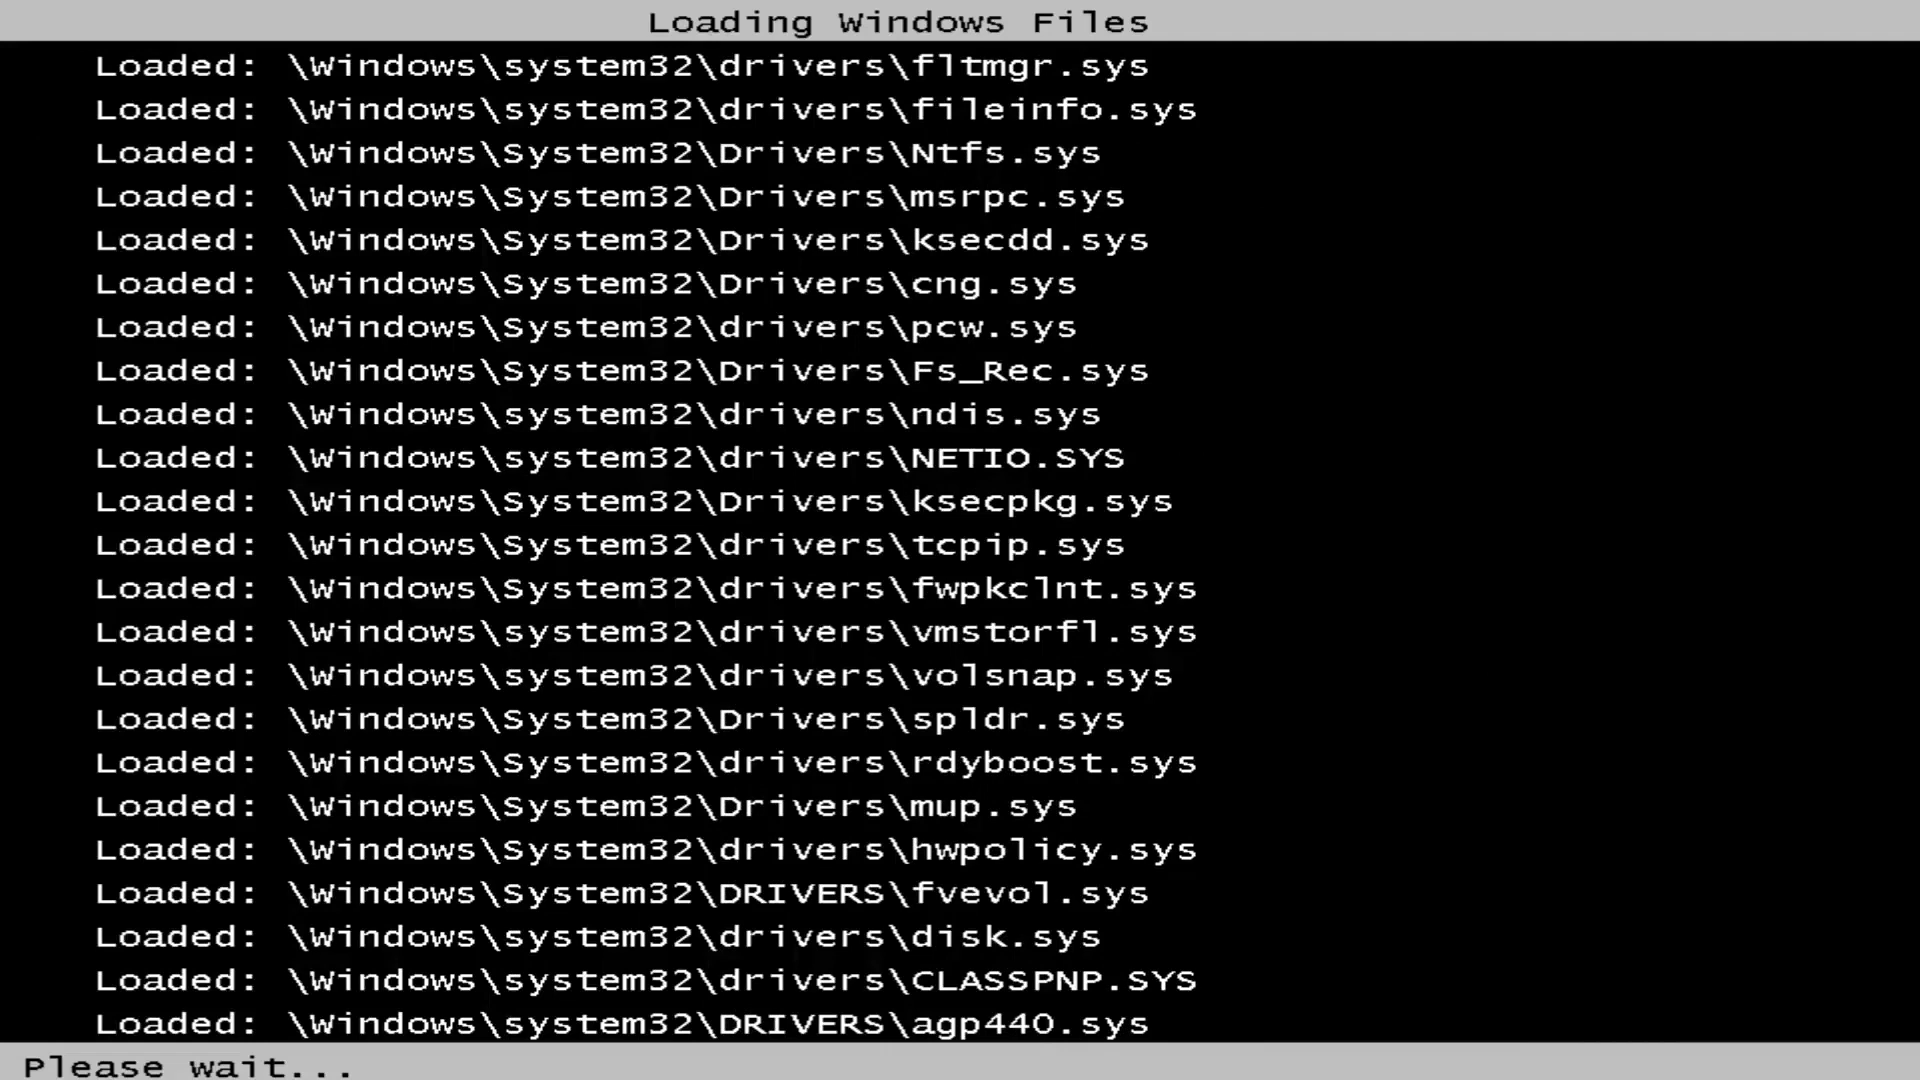 Loading Windows Files
Loaded: \Windows\system32\drivers\fltmgr.sys
Loaded: \Windows\system32\drivers\fileinfo.sys
Loaded: \Windows\System32\Drivers\Ntfs.sys
Loaded: \Windows\System32\Drivers\msrpc.sys
Loaded: \Windows\System32\Drivers\ksecdd.sys
Loaded: \Windows\System32\Drivers\cng.sys
Loaded: \Windows\System32\drivers\pcw.sys
Loaded: \Windows\System32\Drivers\Fs_Rec.sys
Loaded: \Windows\system32\drivers\ndis.sys
Loaded: \Windows\system32\drivers\NETIO.SYS
Loaded: \Windows\System32\Drivers\ksecpkg.sys
Loaded: \Windows\System32\drivers\tcpip.sys
Loaded: \Windows\System32\drivers\fwpkclnt.sys
Loaded: \Windows\system32\drivers\vmstorfl.sys
Loaded: \Windows\system32\drivers\volsnap.sys
Loaded: \Windows\System32\Drivers\spldr.sys
Loaded: \Windows\System32\drivers\rdyboost.sys
Loaded: \Windows\System32\Drivers\mup.sys
Loaded: \Windows\System32\drivers\hwpolicy.sys
Loaded: \Windows\System32\DRIVERS\fvevol.sys
Loaded: \Windows\system32\drivers\disk.sys
Loaded: \Windows\system32\drivers\CLASSPNP.SYS
Loaded: \Windows\system32\DRIVERS\agp440.sys
Please wait...